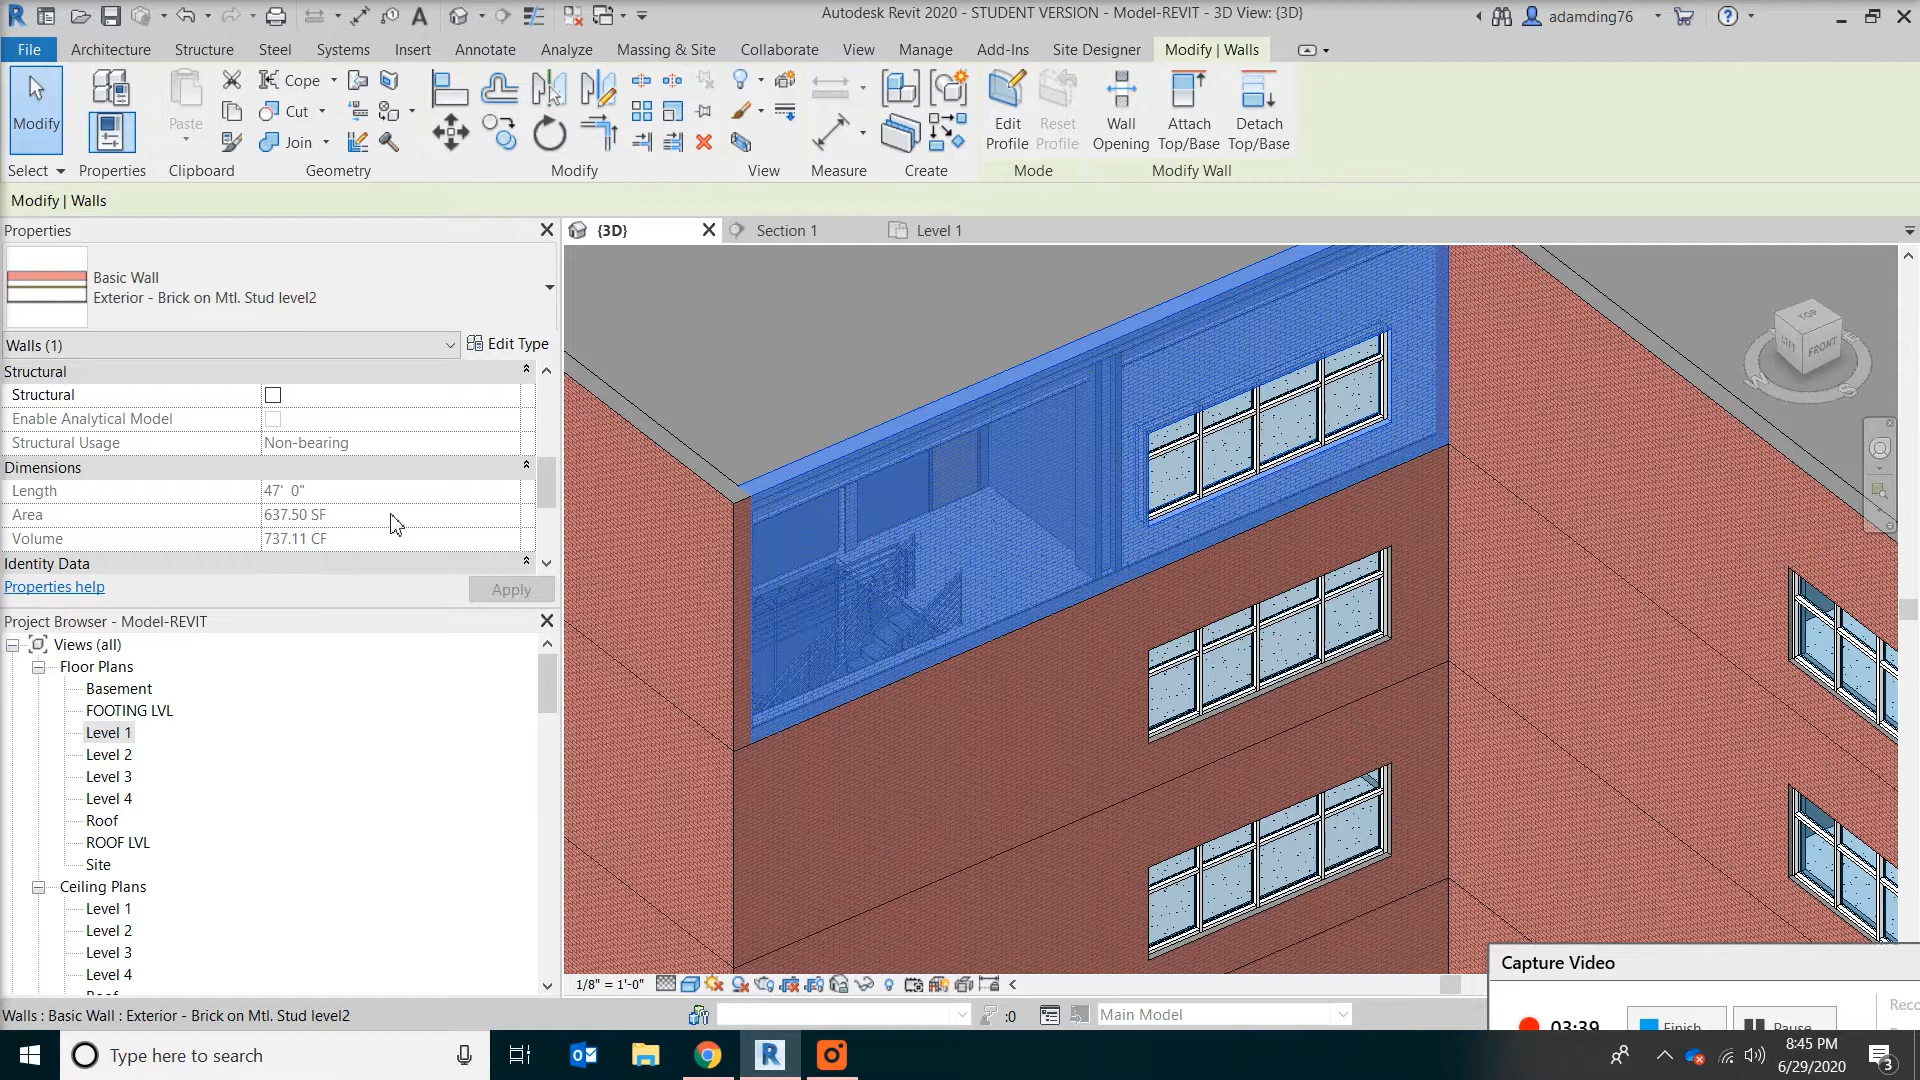 Autodesk Revit 2020 - STUDENT VERSION - Model-REVIT - 3D View: {3D}
adamding76
File
Architecture
Structure
Steel
Systems
Insert
Annotate
Analyze
Massing & Site
Collaborate
View
Manage
Add-Ins
Site Designer
Modify | Walls
Modify
Paste
Cope
Cut
Join
Edit
Profile
Reset
Profile
Wall
Opening
Attach
Top/Base
Detach
Top/Base
Select
Properties
Clipboard
Geometry
Modify
View
Measure
Create
Mode
Modify Wall
Modify | Walls
Properties
Basic Wall
Exterior - Brick on Mtl. Stud level2
Walls (1)
Edit Type
Structural
Structural
Enable Analytical Model
Structural Usage
Non-bearing
Dimensions
Length
47' 0"
Area
637.50 SF
Volume
737.11 CF
Identity Data
Properties help
Apply
{3D}
Section 1
Level 1
TOP
LEFT
FRONT
W
S
Project Browser - Model-REVIT
Views (all)
Floor Plans
Basement
FOOTING LVL
Level 1
Level 2
Level 3
Level 4
Roof
ROOF LVL
Site
Ceiling Plans
Level 1
Level 2
Level 3
Level 4
Roof
1/8" = 1'-0"
Capture Video
03:39
Finish
Pause
Reco
Walls : Basic Wall : Exterior - Brick on Mtl. Stud level2
:0
Main Model
Type here to search
8:45 PM
6/29/2020
3